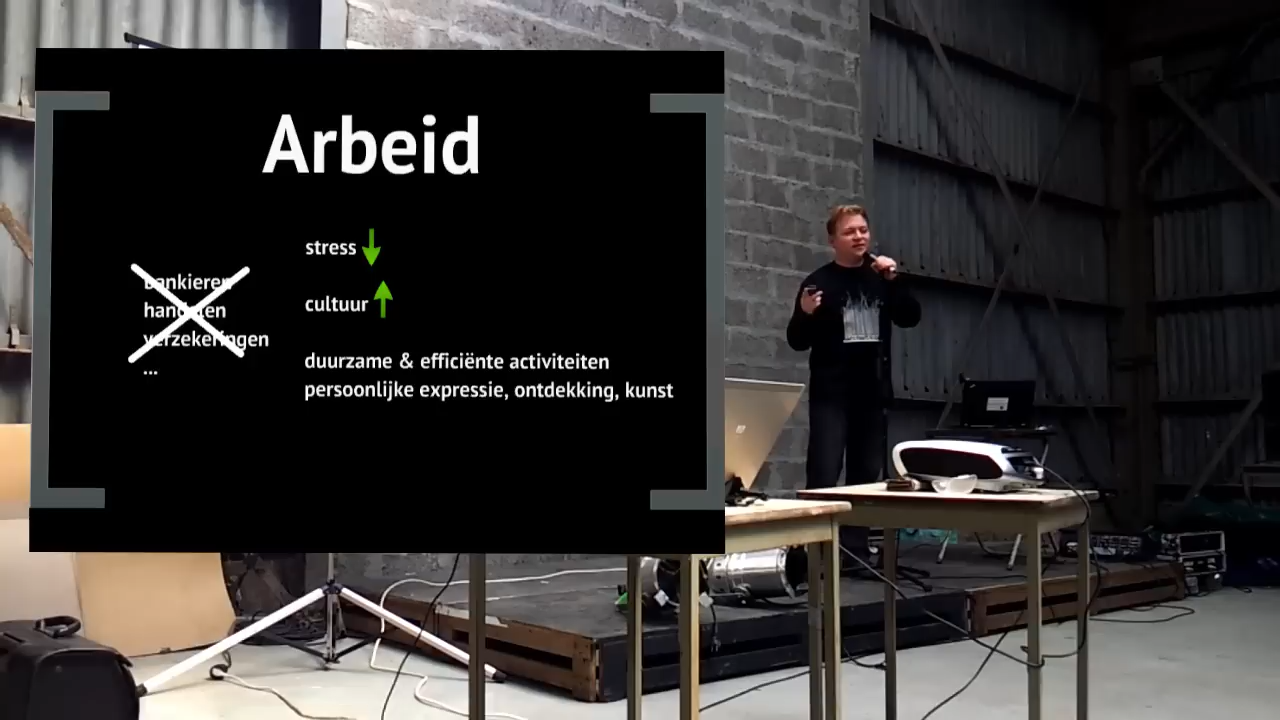 Arbeid
stress
cultuur
bankieren
handelen
verzekeringen
...
duurzame & efficiënte activiteiten
persoonlijke expressie, ontdekking, kunst